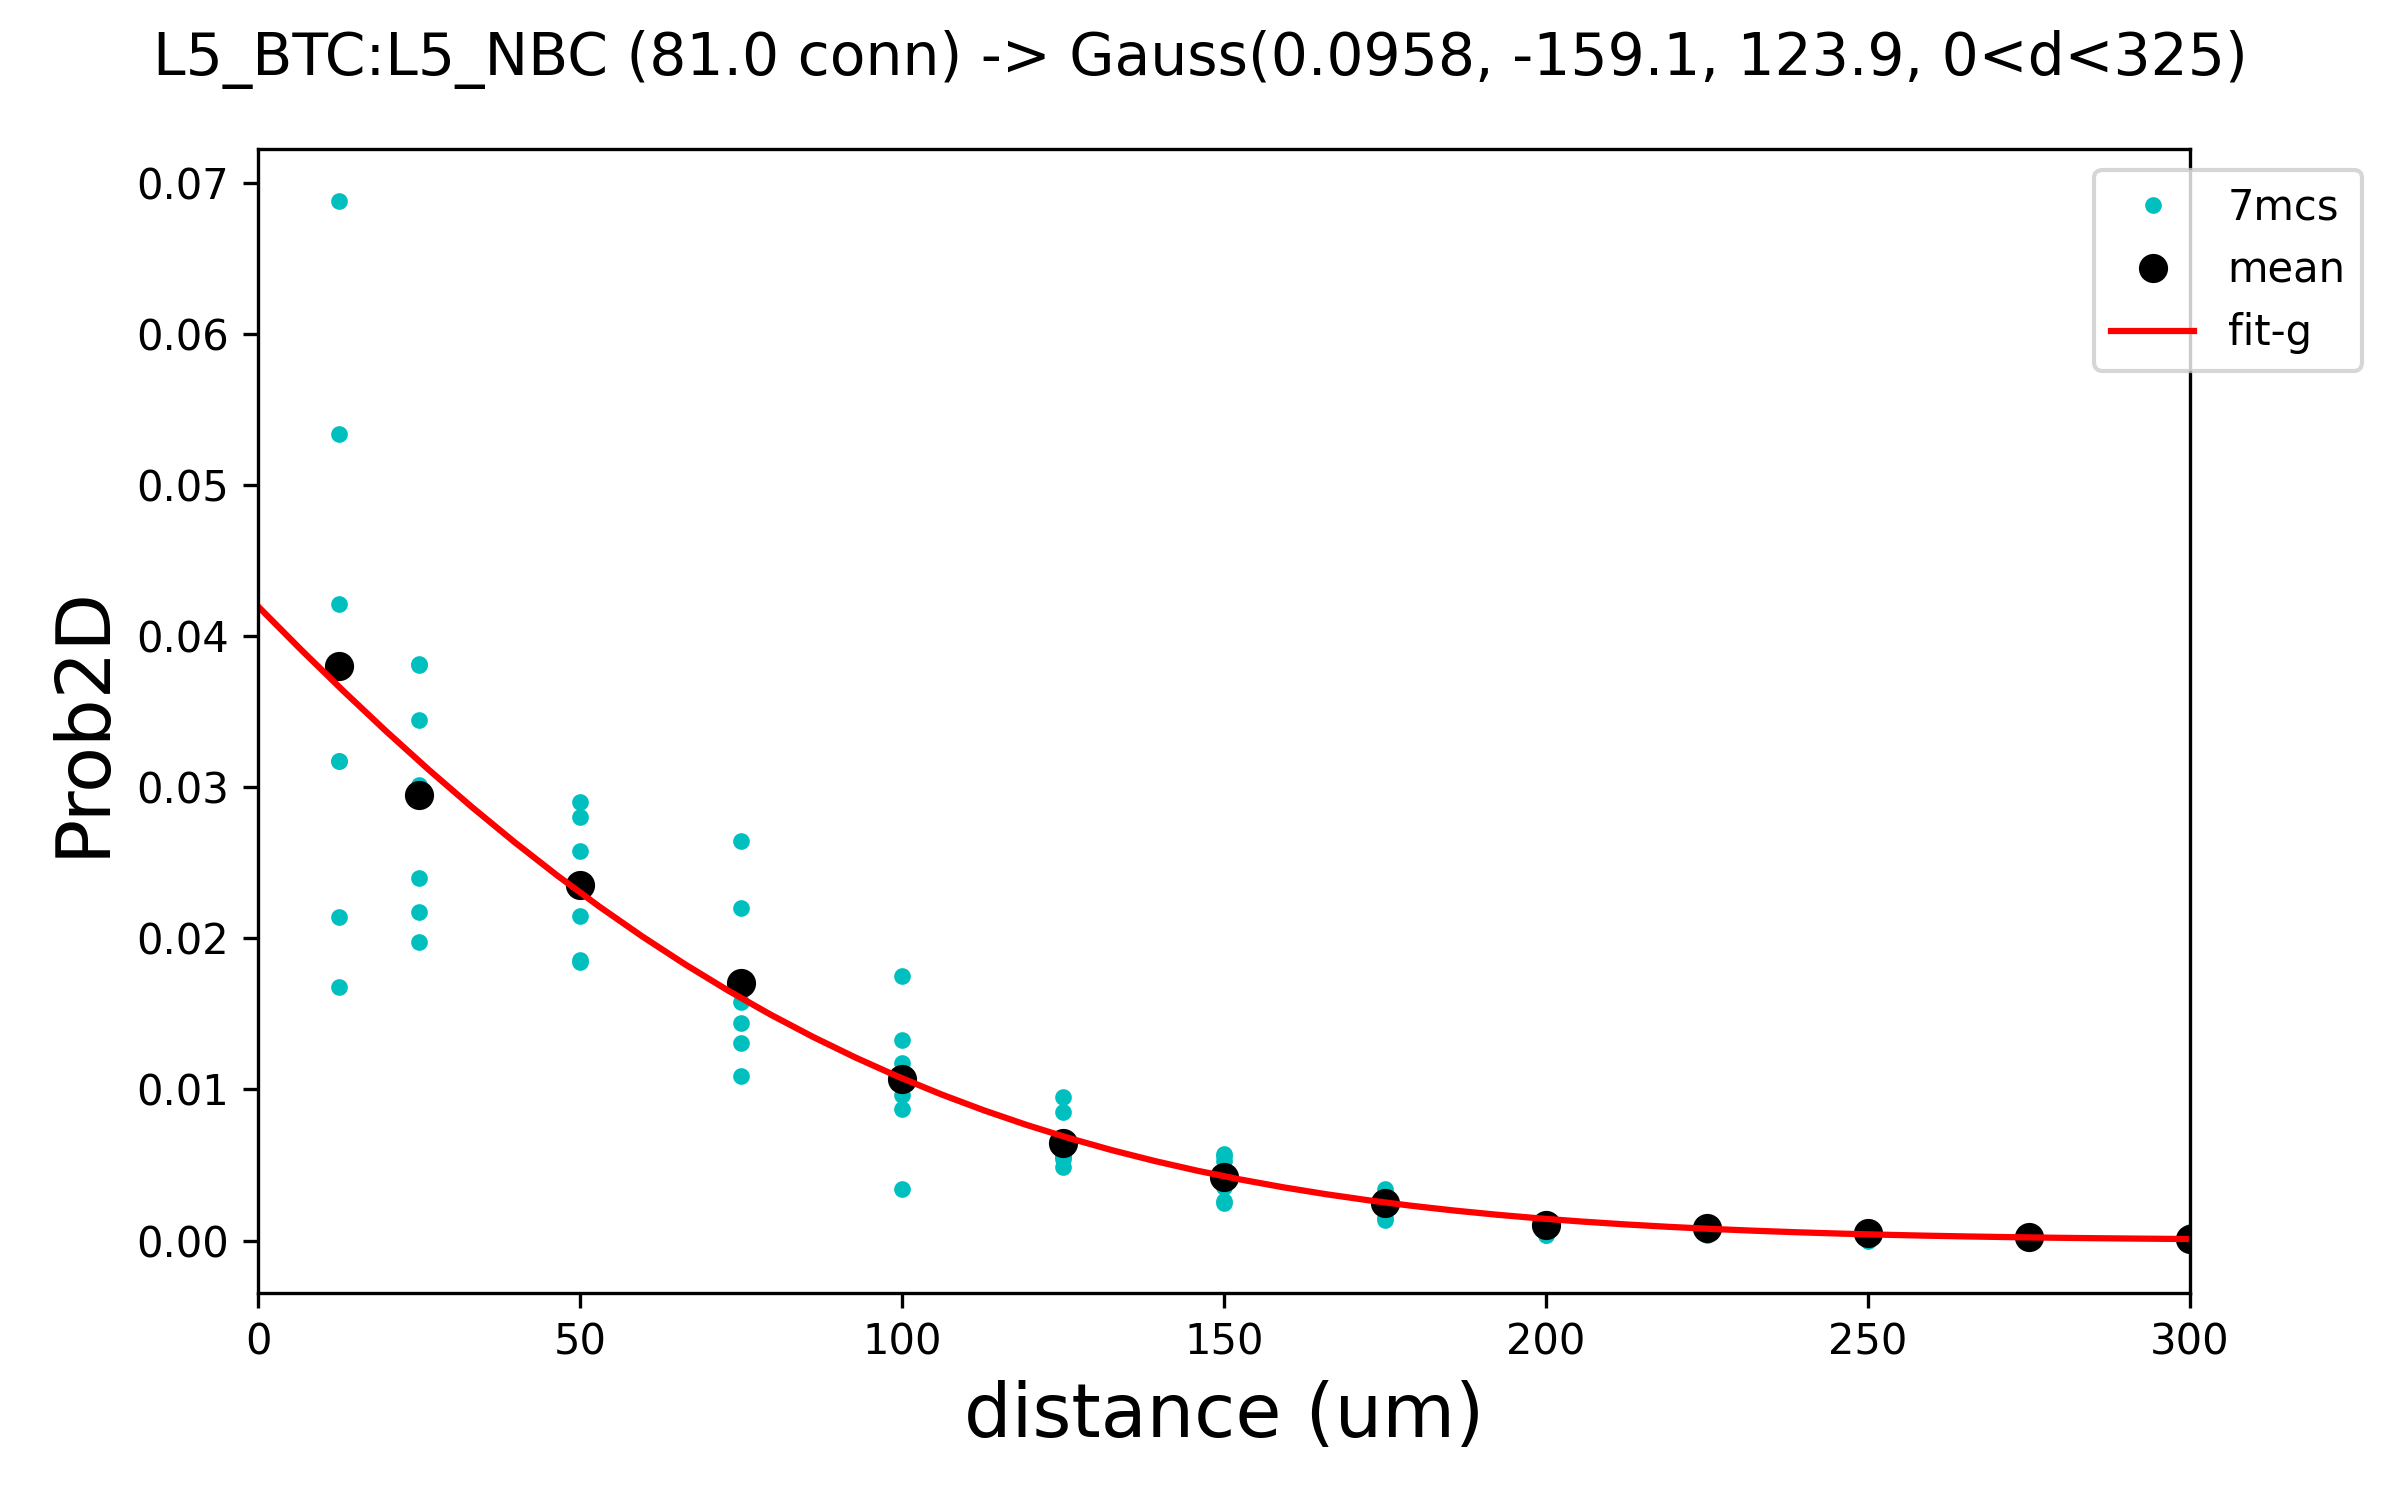 L5_BTC:L5_NBC (81.0 conn) -> Gauss(0.0958, -159.1, 123.9, 0<d<325)
7mcs
mean
fit-g
Prob2D
0.07
0.06
0.05
0.04
0.03
0.02
0.01
0.00
0 50 100 150 200 250 300
distance (um)